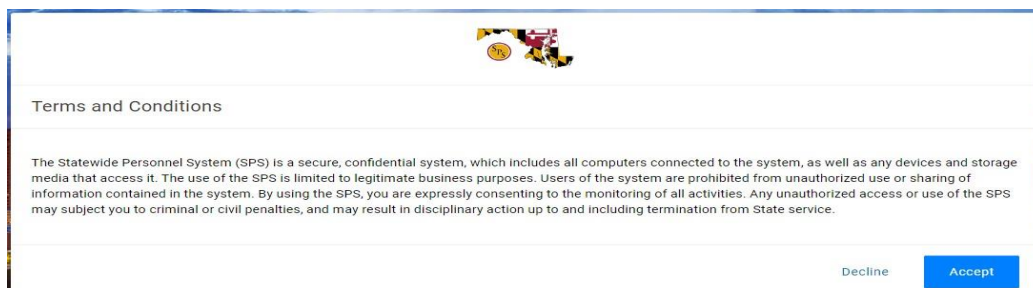 SPS
Terms and Conditions
The Statewide Personnel System (SPS) is a secure, confidential system, which includes all computers connected to the system, as well as any devices and storage
media that access it. The use of the SPS is limited to legitimate business purposes. Users of the system are prohibited from unauthorized use or sharing of
information contained in the system. By using the SPS, you are expressly consenting to the monitoring of all activities. Any unauthorized access or use of the SPS
may subject you to criminal or civil penalties, and may result in disciplinary action up to and including termination from State service.
Decline Accept